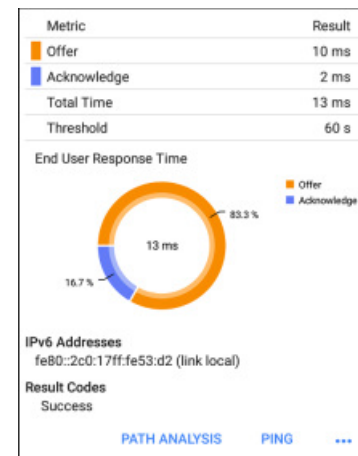 Metric Result
Offer 10 ms
Acknowledge 2 ms
Total Time 13 ms
Threshold 60 s
End User Response Time
Offer
Acknowledge
83.3 %
13 ms
16.7 %
IPv6 Addresses
fe80::2c0:17ff:fe53:d2 (link local)
Result Codes
Success
PATH ANALYSIS PING •••